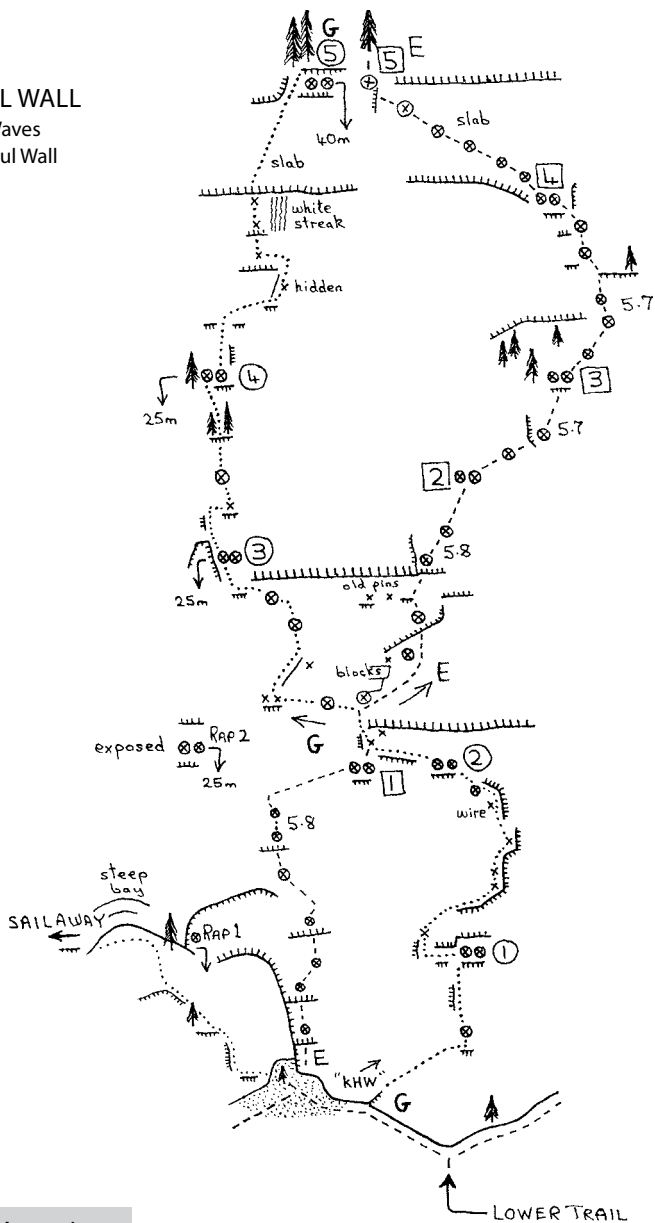 G
5
5 E
L WALL
Waves
ul Wall
40m
slab
slab
4
white
streak
hidden
5.7
4
3
25m
5.7
2
3
5.8
old pins
25m
blocks
E
exposed
RAP 2
G
2
1
25m
5.8
wire
steep
bay
SAILAWAY
RAP 1
1
E
"KHW"
G
LOWER TRAIL